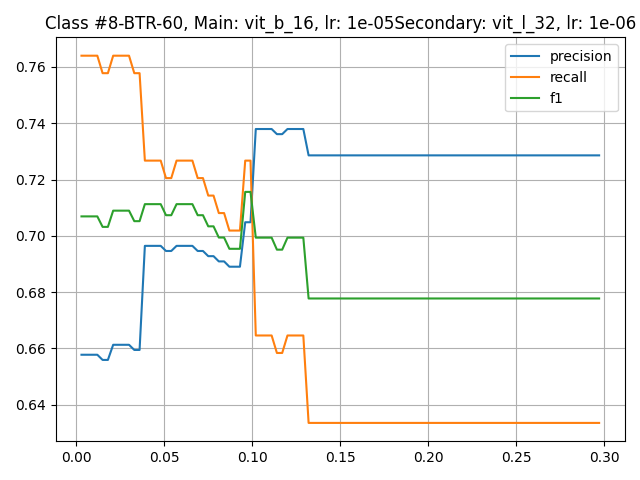 Class #8-BTR-60, Main: vit_b_16, lr: 1e-05Secondary: vit_l_32, lr: 1e-06
precision
recall
f1
0.76
0.74
0.72
0.70
0.68
0.66
0.64
0.00 0.05 0.10 0.15 0.20 0.25 0.30